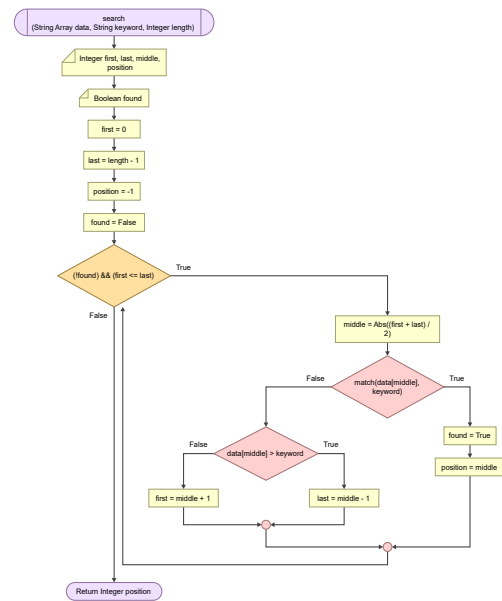 search
(String Array data, String keyword, Integer length)
Integer first, last, middle,
position
Boolean found
first = 0
last = length - 1
position = -1
found = False
(!found) && (first <= last)
True
False
middle = Abs((first + last) /
2)
match(data[middle],
keyword)
False
True
found = True
position = middle
data[middle] > keyword
False
True
first = middle + 1
last = middle - 1
Return Integer position